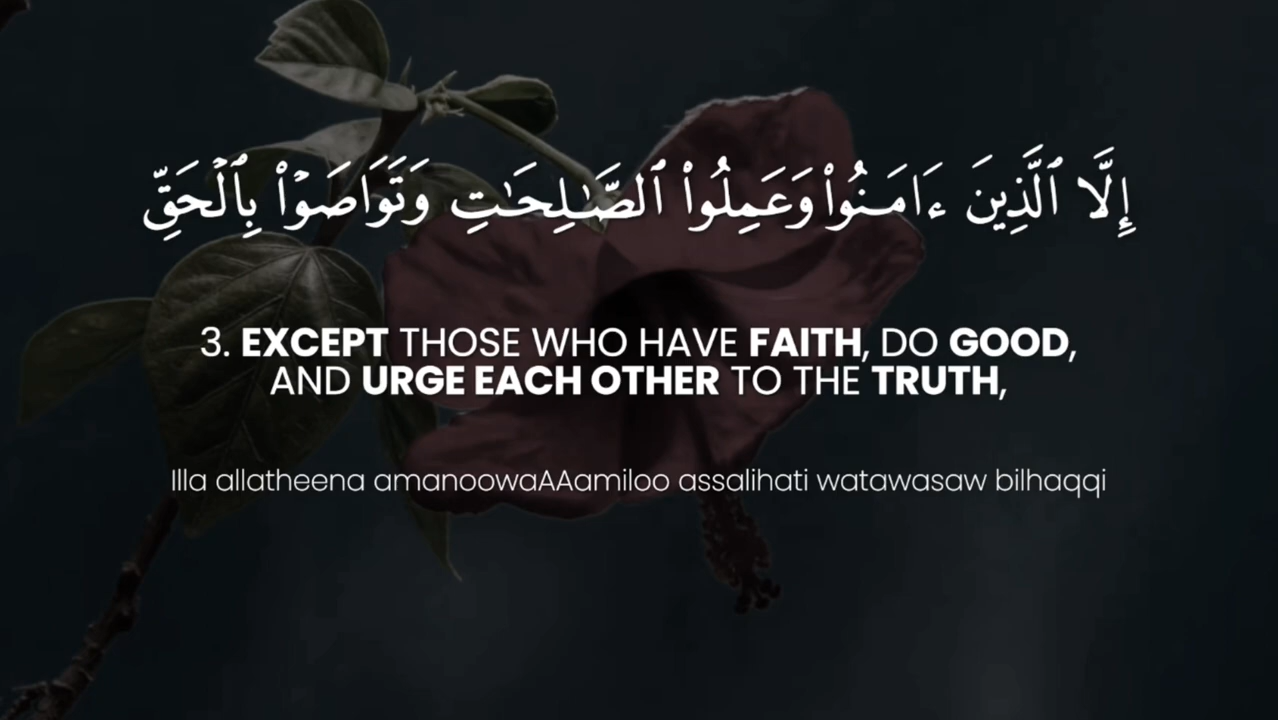 إِلَّا ٱلَّذِينَ ءَامَنُوا۟ وَعَمِلُوا۟ ٱلصَّـٰلِحَـٰتِ وَتَوَاصَوْا۟ بِٱلْحَقِّ
3. EXCEPT THOSE WHO HAVE FAITH, DO GOOD,
AND URGE EACH OTHER TO THE TRUTH,
Illa allatheena amanoowaAAamiloo assalihati watawasaw bilhaqqi